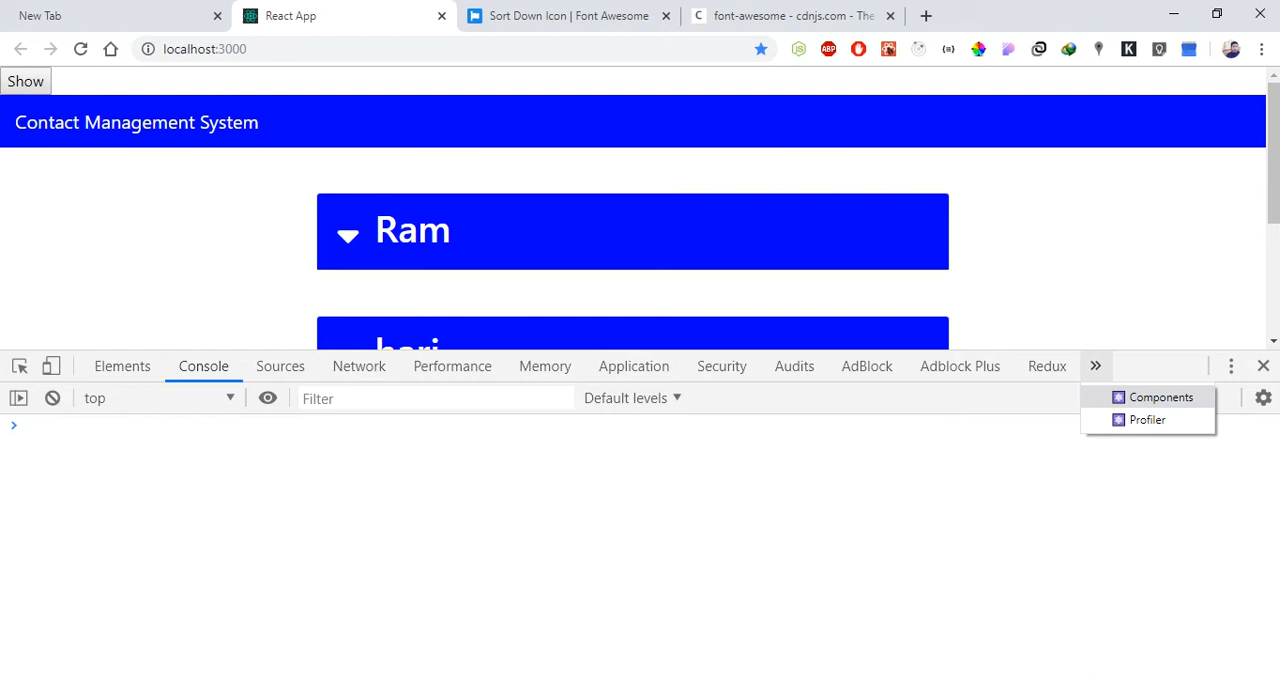 New Tab
React App
Sort Down Icon | Font Awesome
C font-awesome - cdnjs.com - The
localhost:3000
Show
Contact Management System
Ram
hari
Elements Console Sources Network Performance Memory Application Security Audits AdBlock Adblock Plus Redux »
top Filter Default levels ▼
Components
Profiler